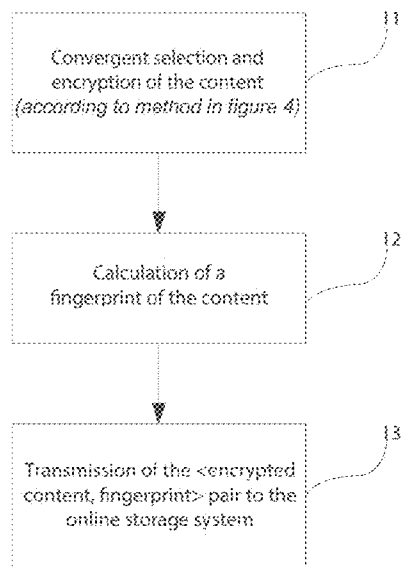 11
Convergent selection and
encryption of the content
(according to method in figure 4)
12
Calculation of a
fingerprint of the content
13
Transmission of the <encrypted
content, fingerprint> pair to the
online storage system